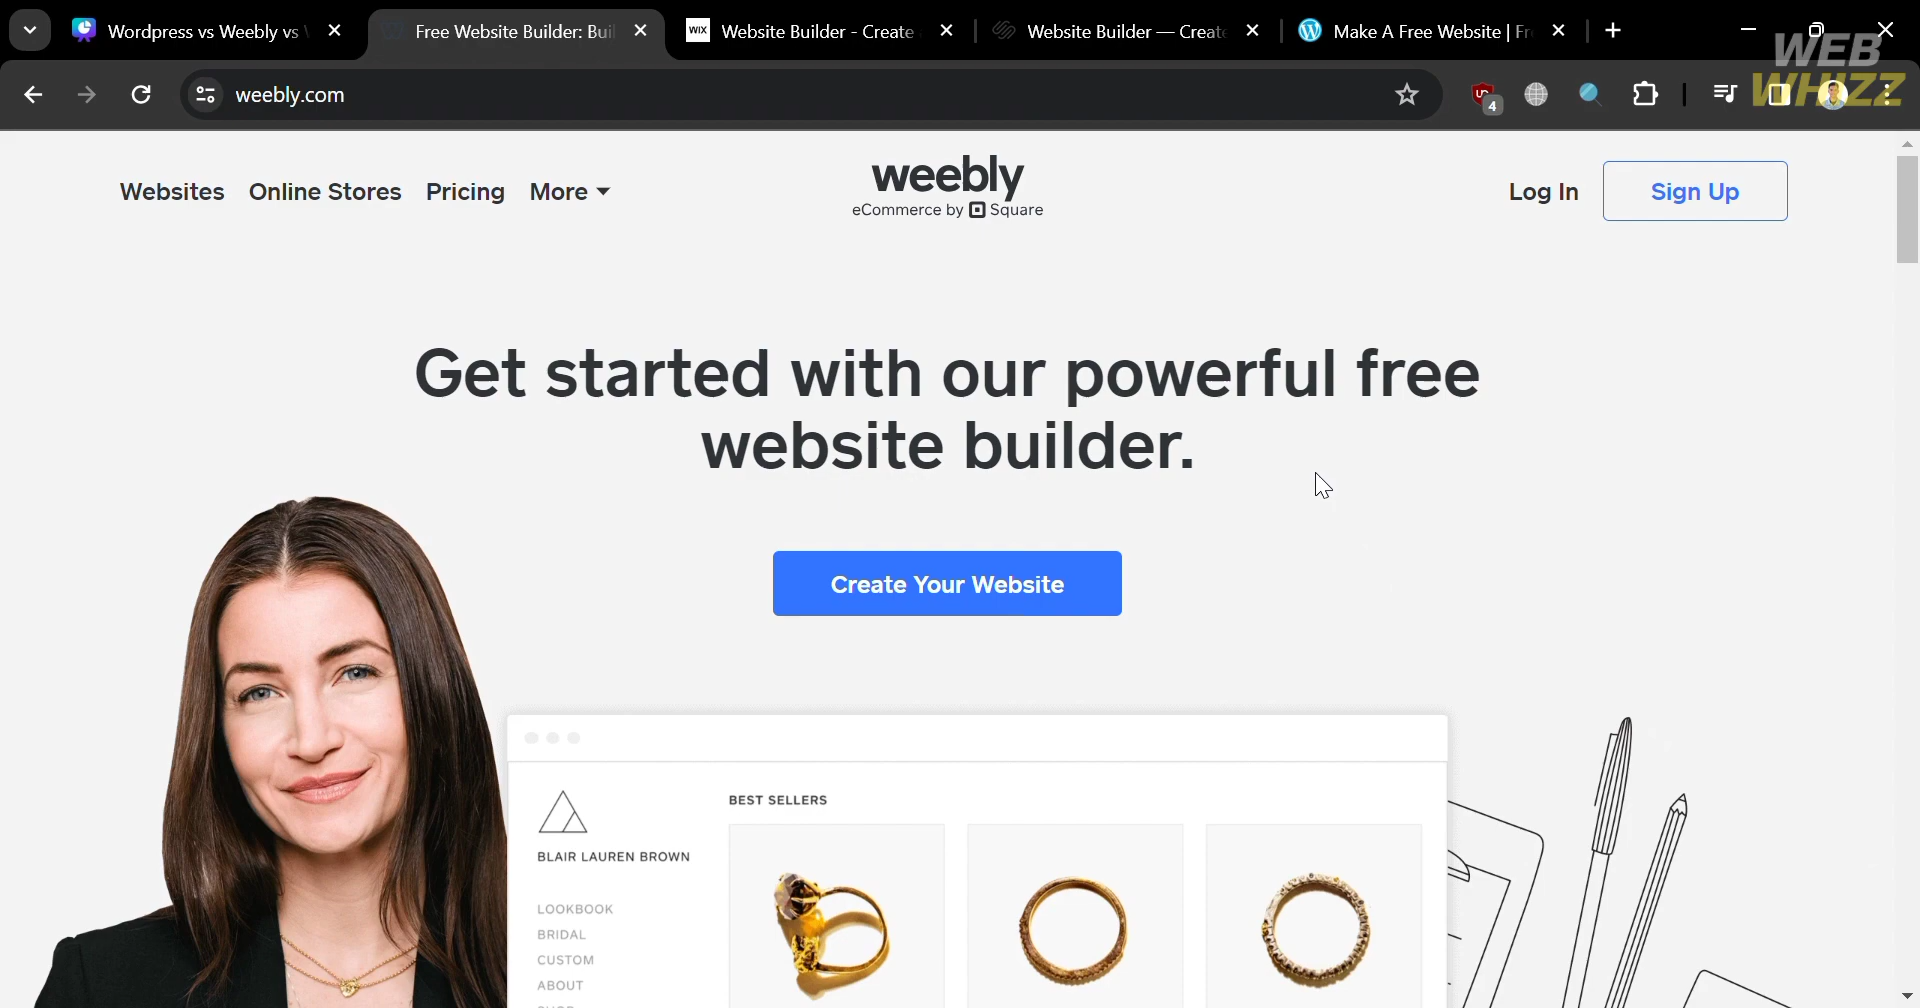 Wordpress vs Weebly vs
Free Website Builder: Bui
WIX
Website Builder - Create
Website Builder — Creat
Make A Free Website | Fr
WEB
WHIZZ
weebly.com
4
Websites
Online Stores
Pricing
More
weebly
eCommerce by Square
Log In
Sign Up
Get started with our powerful free
website builder.
Create Your Website
BLAIR LAUREN BROWN
LOOKBOOK
BRIDAL
CUSTOM
ABOUT
BEST SELLERS